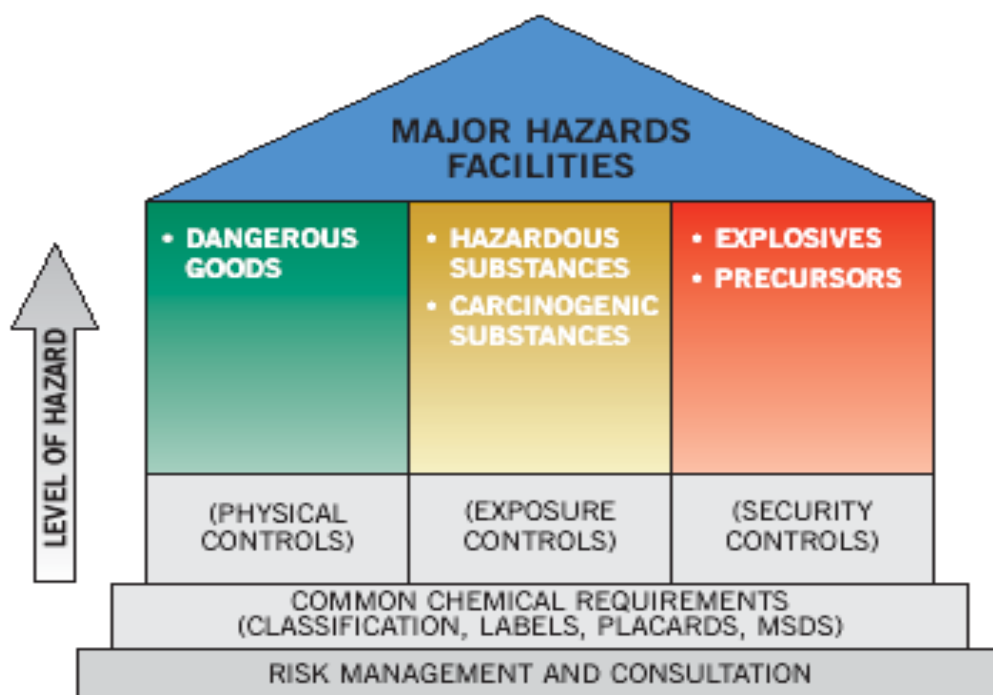 MAJOR HAZARDS
FACILITIES
• DANGEROUS
GOODS
• HAZARDOUS
SUBSTANCES
• CARCINOGENIC
SUBSTANCES
• EXPLOSIVES
• PRECURSORS
LEVEL OF HAZARD
(PHYSICAL
CONTROLS)
(EXPOSURE
CONTROLS)
(SECURITY
CONTROLS)
COMMON CHEMICAL REQUIREMENTS
(CLASSIFICATION, LABELS, PLACARDS, MSDS)
RISK MANAGEMENT AND CONSULTATION